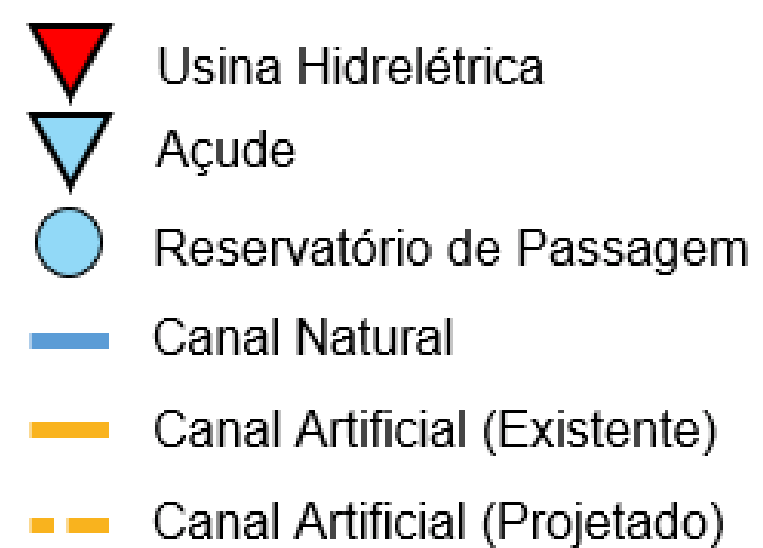 Usina Hidrelétrica
Açude
Reservatório de Passagem
Canal Natural
Canal Artificial (Existente)
Canal Artificial (Projetado)